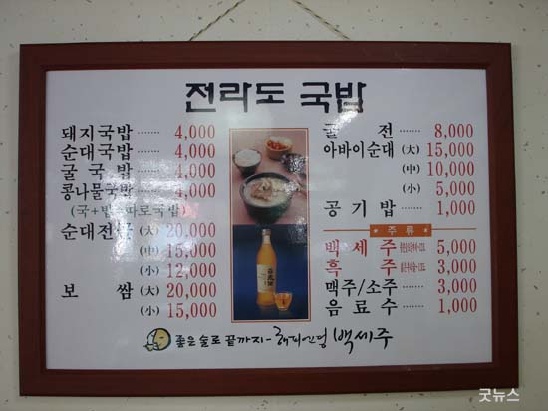 전라도 국밥
돼지국밥 ······ 4,000
순대국밥 ······ 4,000
굴 국밥 ······ 4,000
콩나물국밥 ······ 4,000
(국+밥 따로국밥)
순대전골 (大) 20,000
(中) 15,000
(小) 12,000
보 쌈 (大) 20,000
(小) 15,000
굴 전 ······ 8,000
아바이순대 (大) 15,000
(中) 10,000
(小) 5,000
공 기 밥 ······ 1,000
주 류
백 세 주 5,000
흑 주 3,000
맥주/소주 ······ 3,000
음 료 수 ······ 1,000
좋은 술로 끝까지- 해피엔딩 백세주
굿뉴스